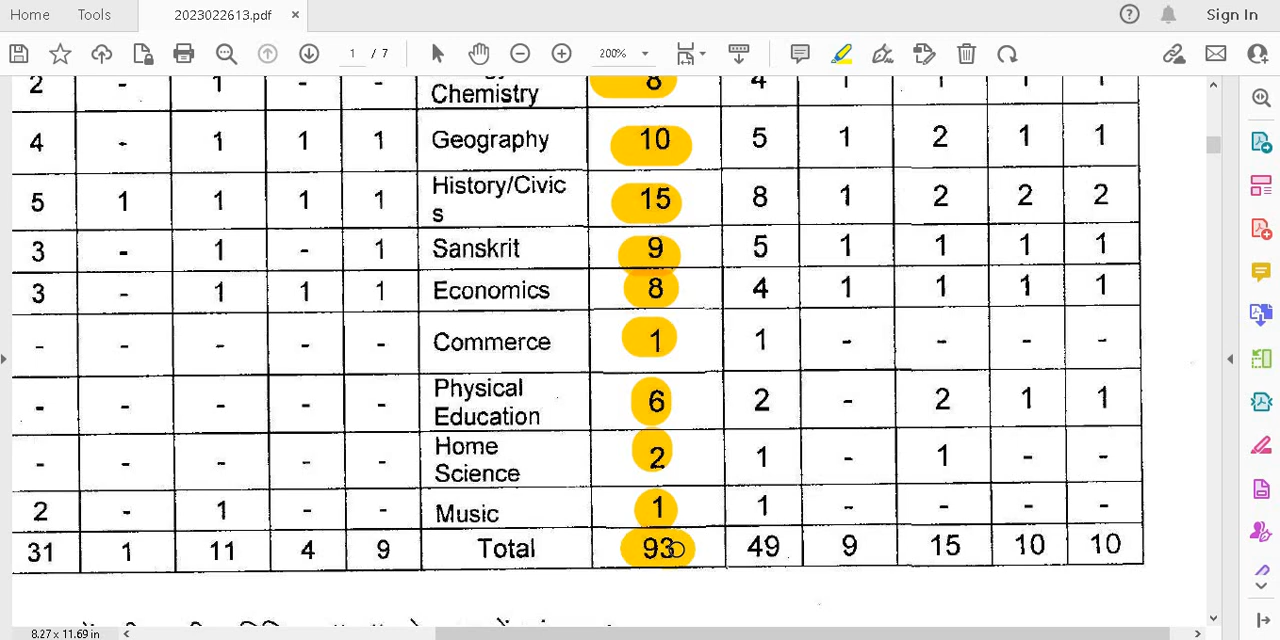 Home Tools 2023022613.pdf × Sign In
1 / 7 200%
2 - 1 - - Chemistry 8 4 1 1 1 1
4 - 1 1 1 Geography 10 5 1 2 1 1
5 1 1 1 1 History/Civic
s 15 8 1 2 2 2
3 - 1 - 1 Sanskrit 9 5 1 1 1 1
3 - 1 1 1 Economics 8 4 1 1 1 1
- - - - - Commerce 1 1 - - - -
- - - - - Physical
Education 6 2 - 2 1 1
- - - - - Home
Science 2 1 - 1 - -
2 - 1 - - Music 1 1 - - - -
31 1 11 4 9 Total 93 49 9 15 10 10
8.27 x 11.69 in